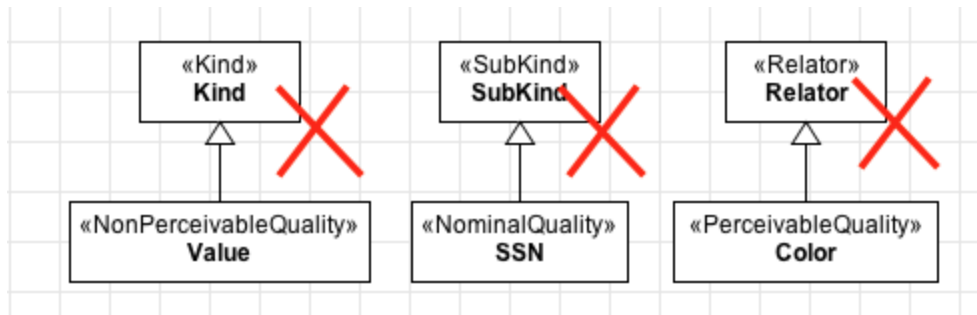 «Kind»
Kind
«SubKind»
SubKind
«Relator»
Relator
«NonPerceivableQuality»
Value
«NominalQuality»
SSN
«PerceivableQuality»
Color